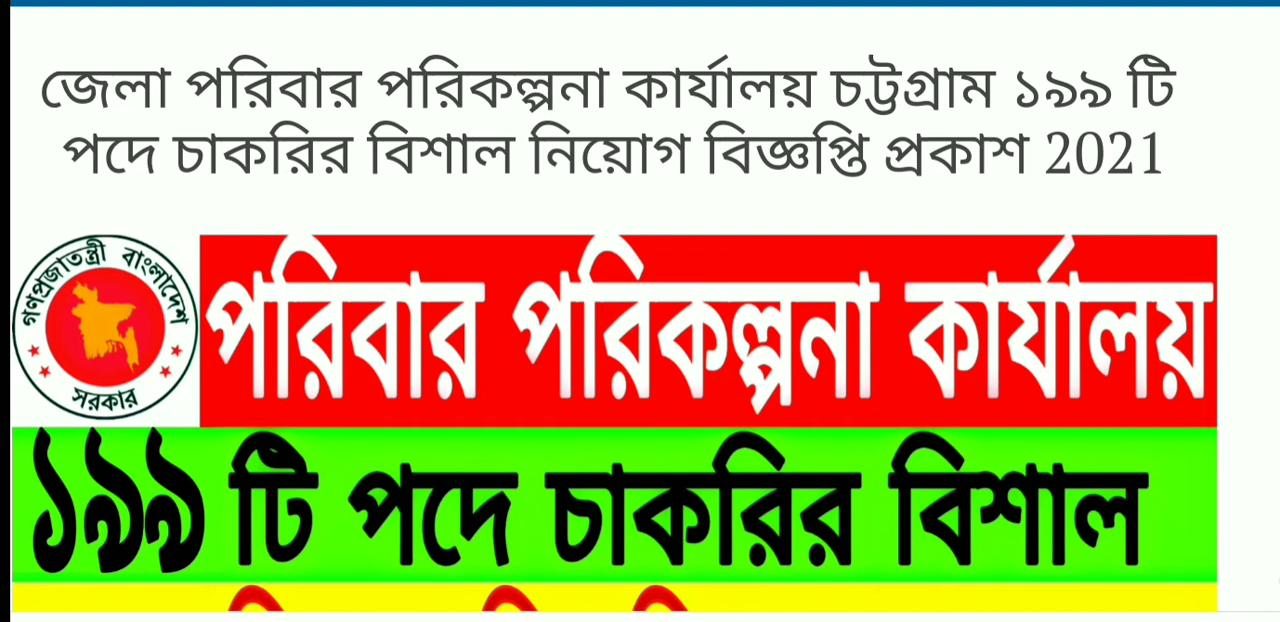 জেলা পরিবার পরিকল্পনা কার্যালয় চট্টগ্রাম ১৯৯ টি
পদে চাকরির বিশাল নিয়োগ বিজ্ঞপ্তি প্রকাশ 2021
গণপ্রজাতন্ত্রী বাংলাদেশ
সরকার
পরিবার পরিকল্পনা কার্যালয়
১৯৯ টি পদে চাকরির বিশাল